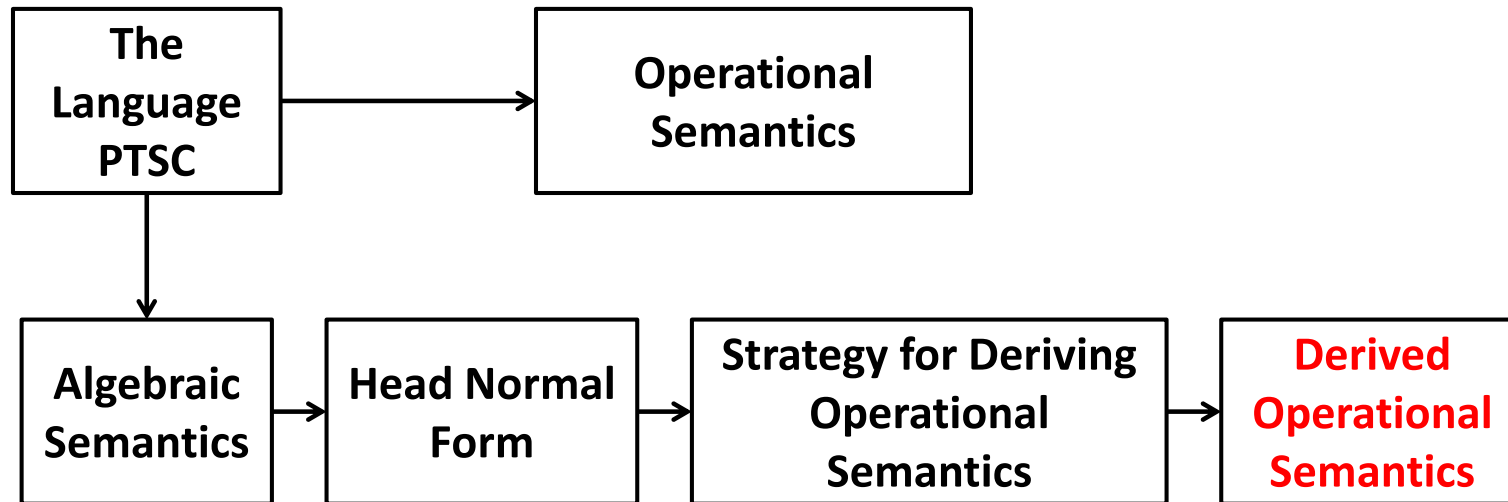 The
Language
PTSC
Operational
Semantics
Algebraic
Semantics
Head Normal
Form
Strategy for Deriving
Operational
Semantics
Derived
Operational
Semantics